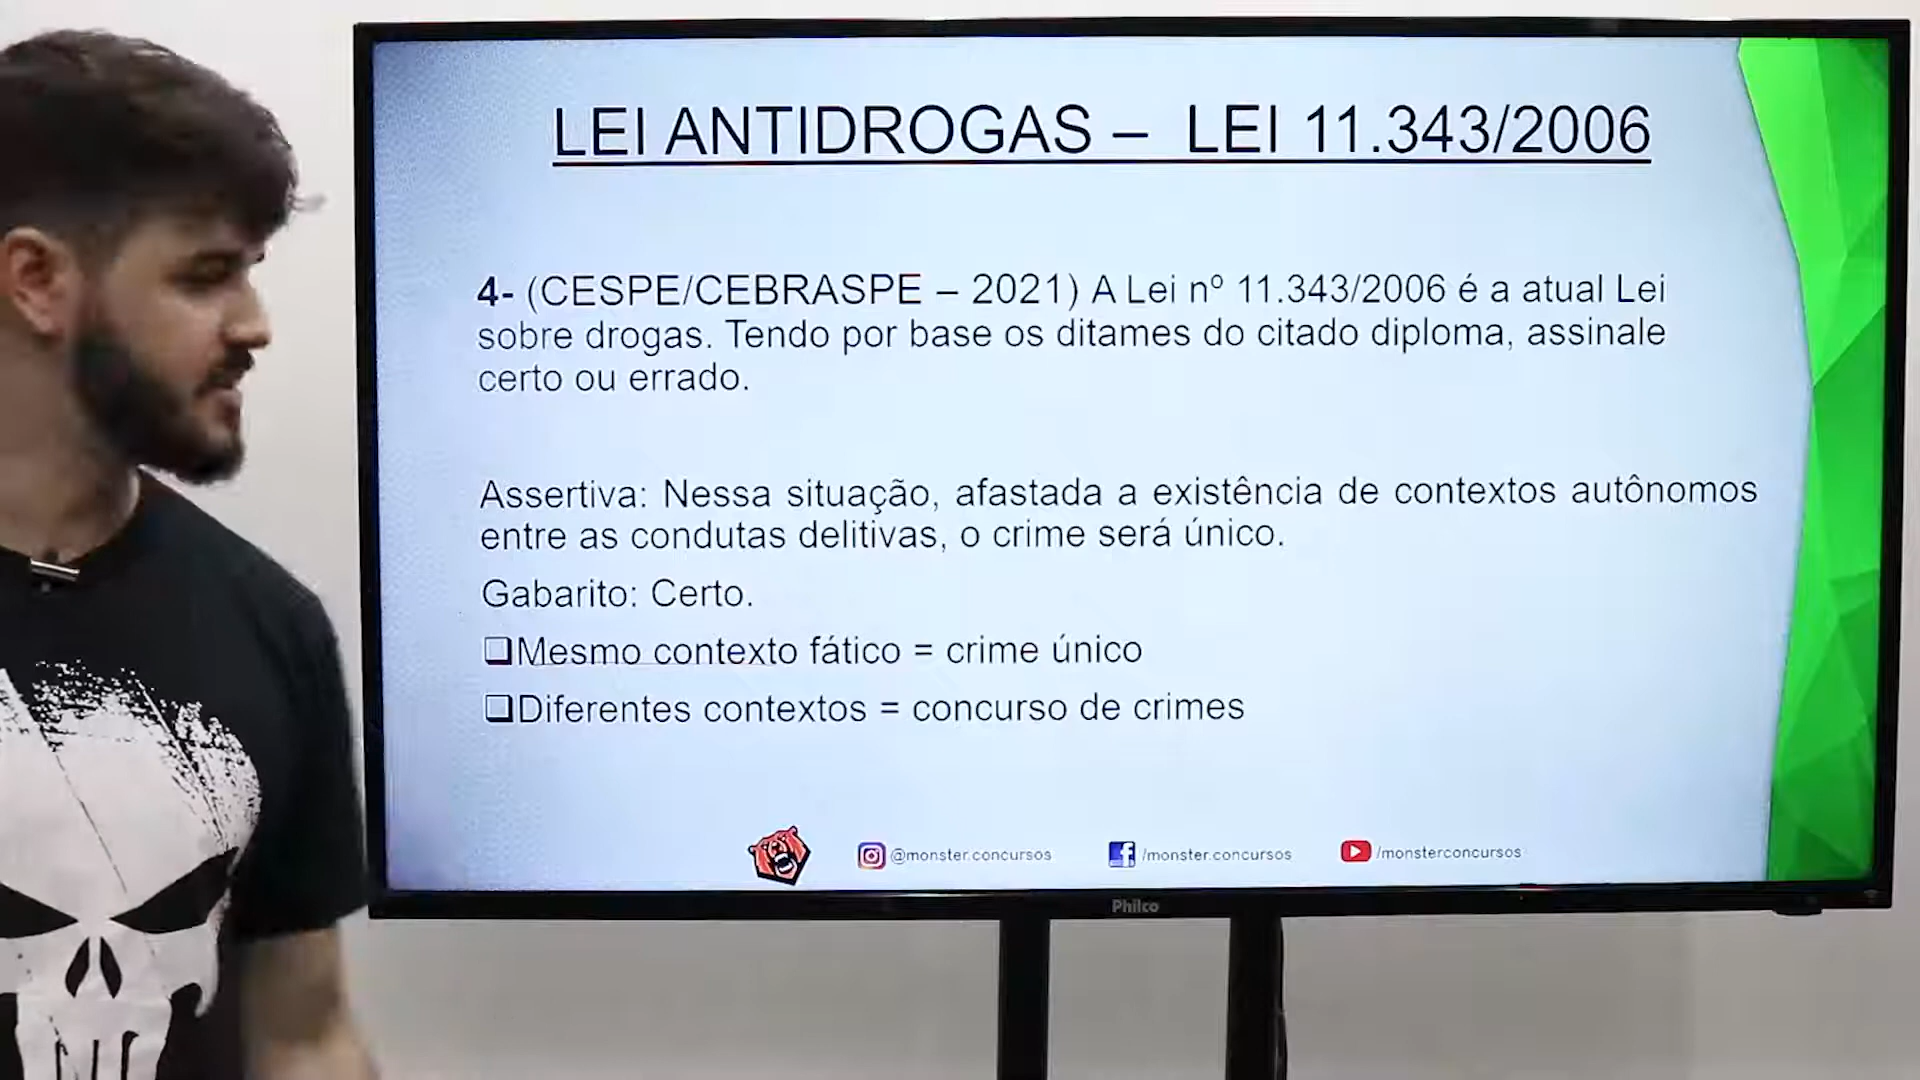 LEI ANTIDROGAS – LEI 11.343/2006
4- (CESPE/CEBRASPE – 2021) A Lei nº 11.343/2006 é a atual Lei
sobre drogas. Tendo por base os ditames do citado diploma, assinale
certo ou errado.
Assertiva: Nessa situação, afastada a existência de contextos autônomos
entre as condutas delitivas, o crime será único.
Gabarito: Certo.
❑Mesmo contexto fático = crime único
❑Diferentes contextos = concurso de crimes
@monster.concursos
/monster.concursos
/monsterconcursos
Philco